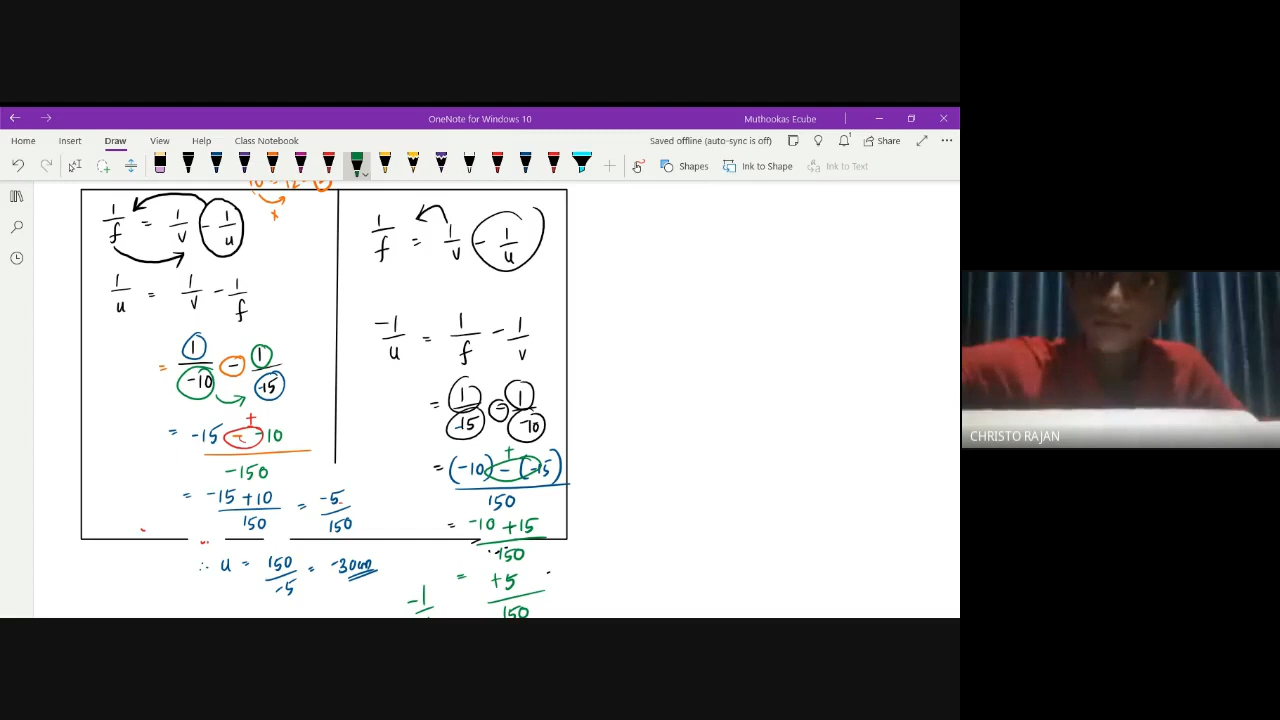 OneNote for Windows 10
Muthookas Ecube
Home Insert Draw View Help Class Notebook
Saved offline (auto-sync is off)
Share
Shapes
Ink to Shape
Ink to Text
1/f = 1/v - 1/u
1/u = 1/v - 1/f
= 1/-10 - 1/-15
= -15 - -10 / -150
+
= -15 + 10 / 150 = -5/150
∴ u = 150/-5 = -30cm
1/f = 1/v - 1/u
-1/u = 1/f - 1/v
= 1/-15 - 1/-10
+
= (-10) - (-15) / 150
= -10 + 15 / 150
= +5 / 150
-1
CHRISTO RAJAN